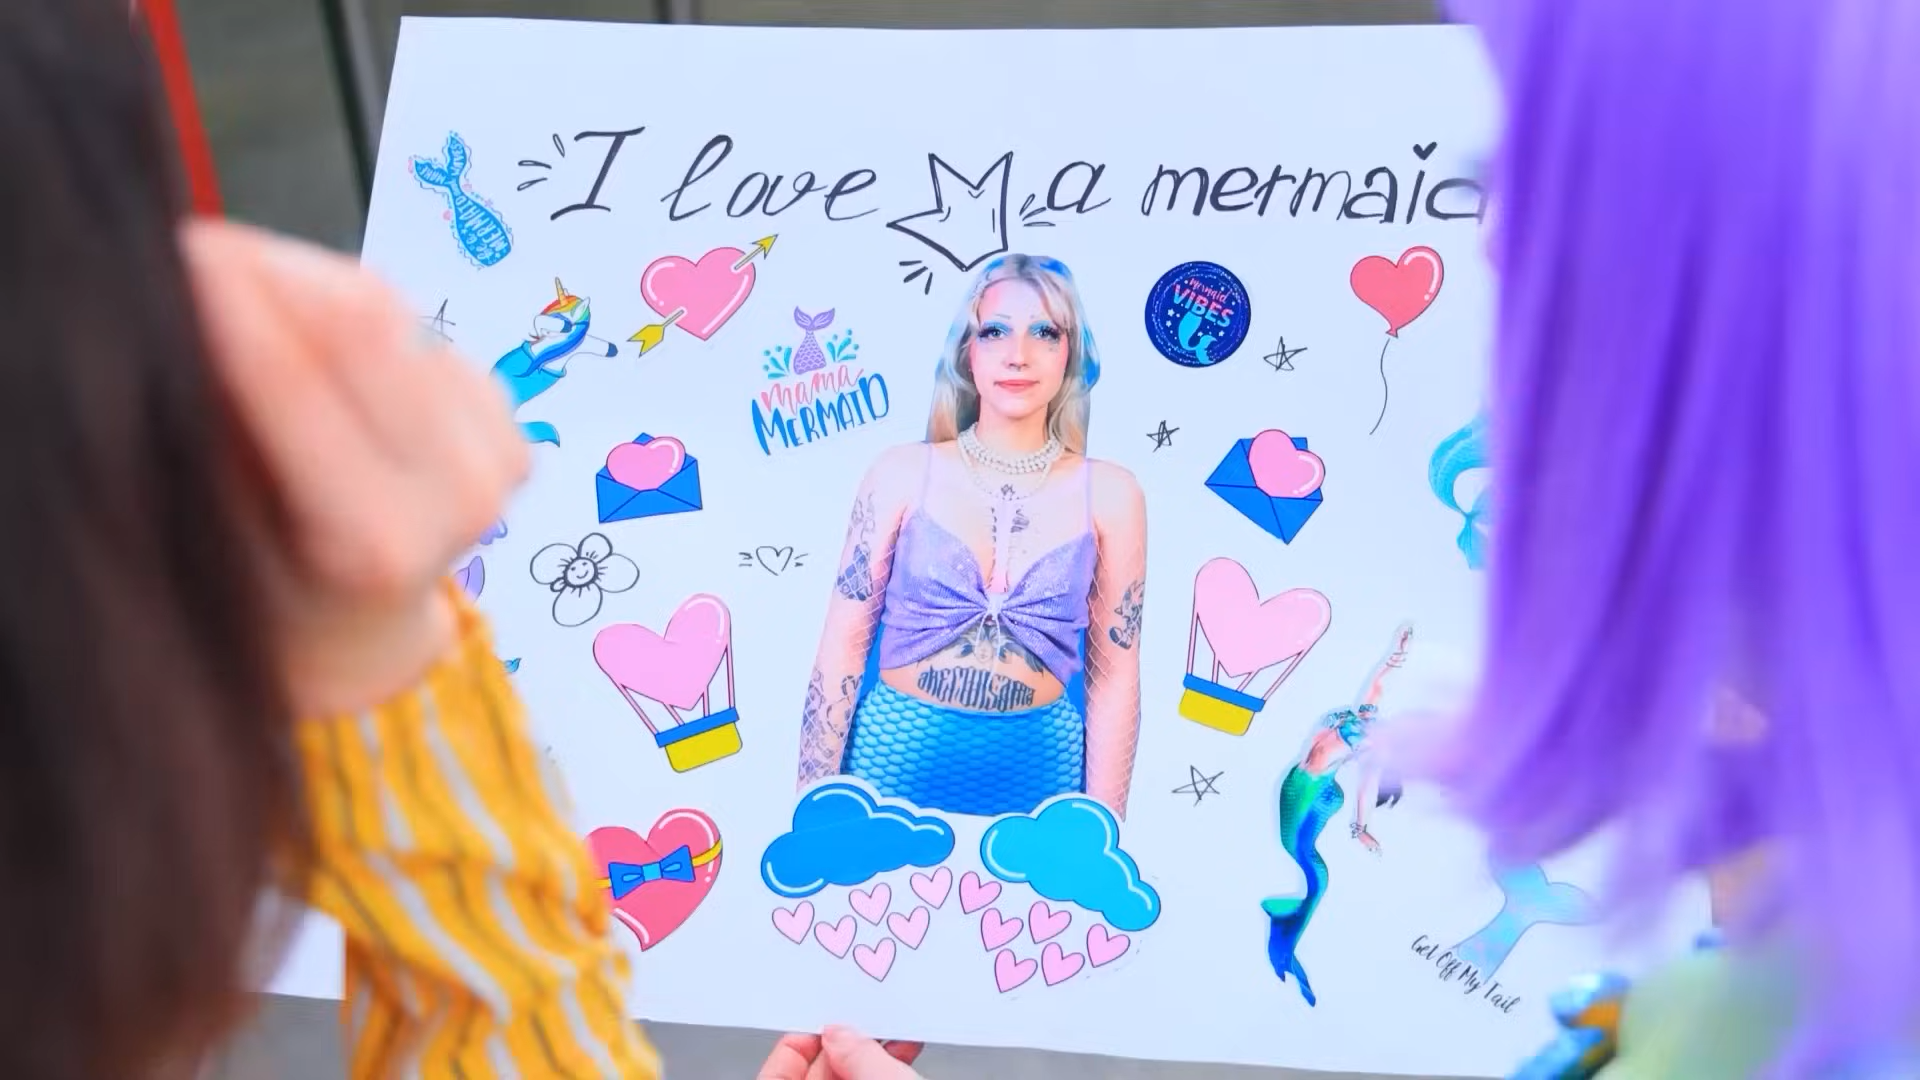 I love a mermaid
mermaid
VIBES
mama
MERMAID
Get Off My Tail